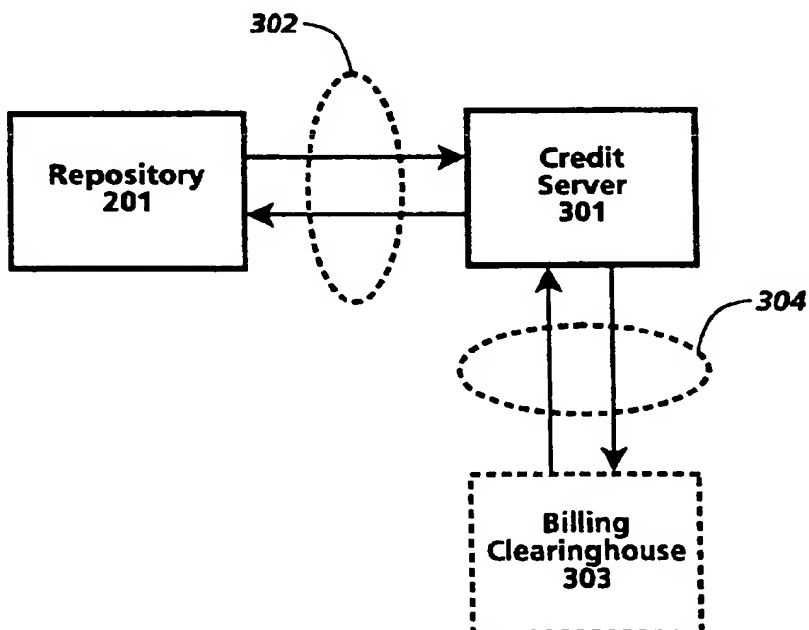 302
Repository
201
Credit
Server
301
304
Billing
Clearinghouse
303